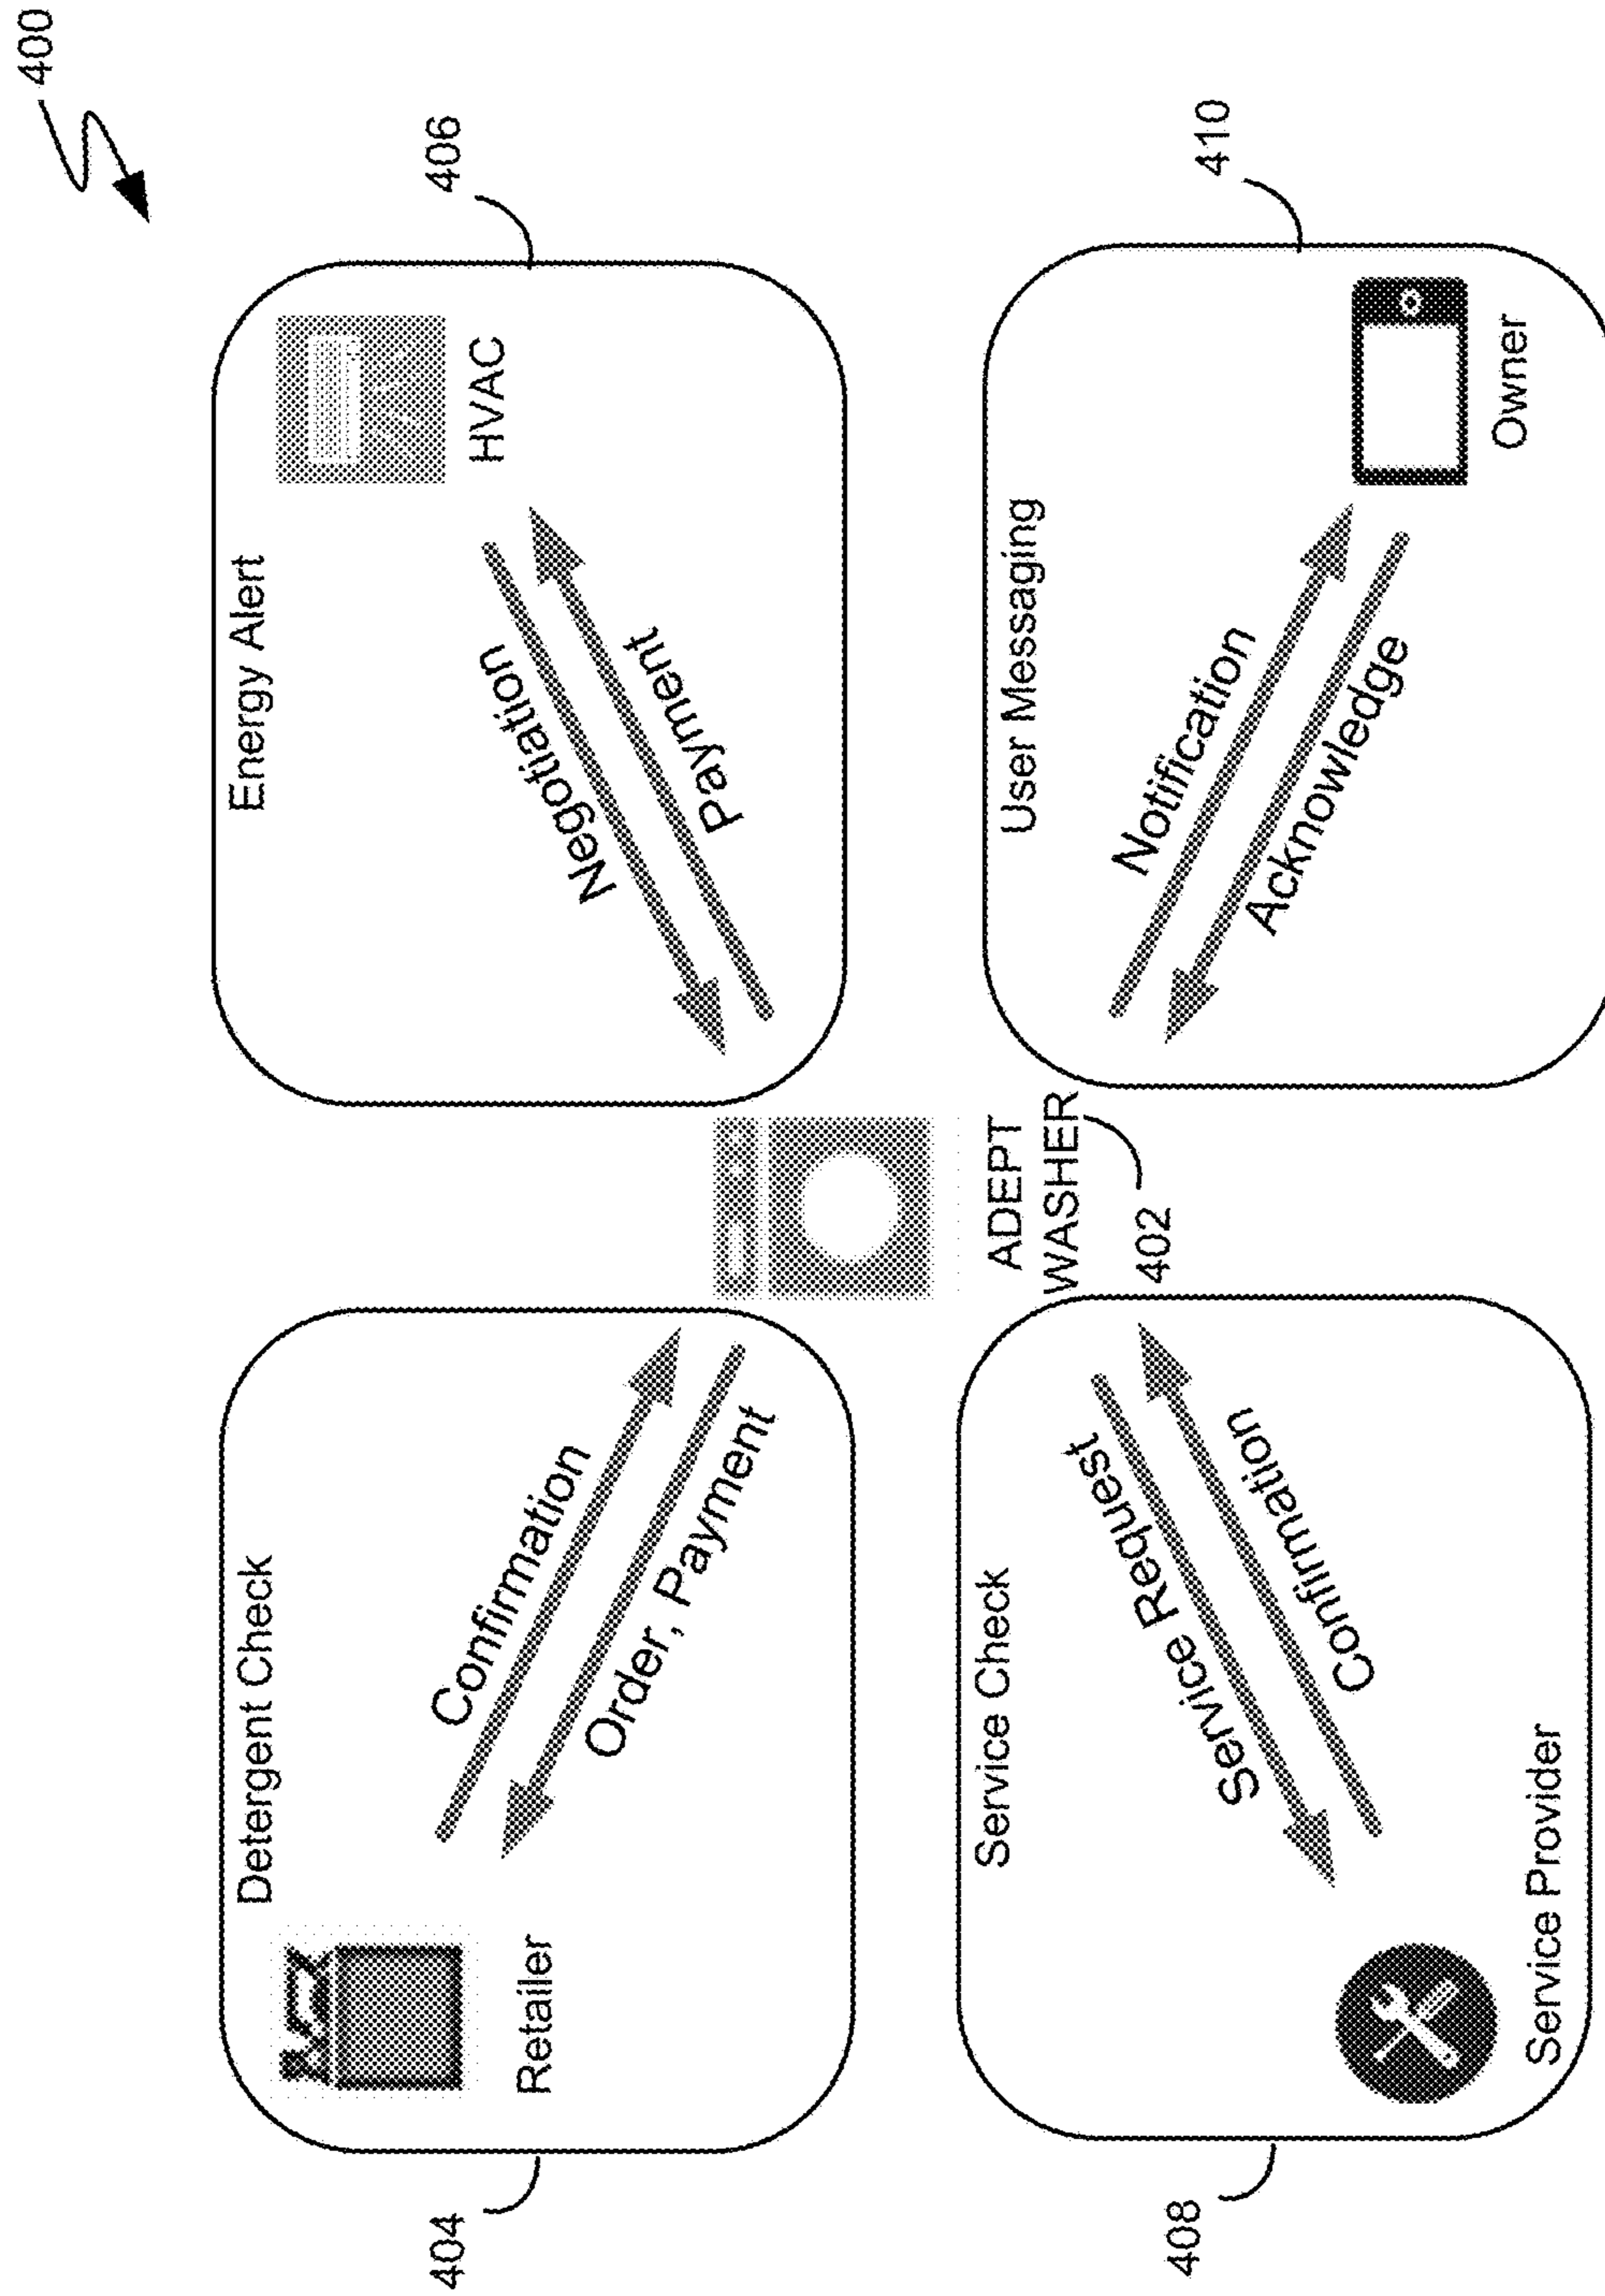 400
Detergent Check
Retailer
Confirmation
Order, Payment
404
Energy Alert
HVAC
Negotiation
Payment
406
ADEPT
WASHER
402
Service Check
Service Request
Confirmation
Service Provider
408
User Messaging
Notification
Acknowledge
Owner
410